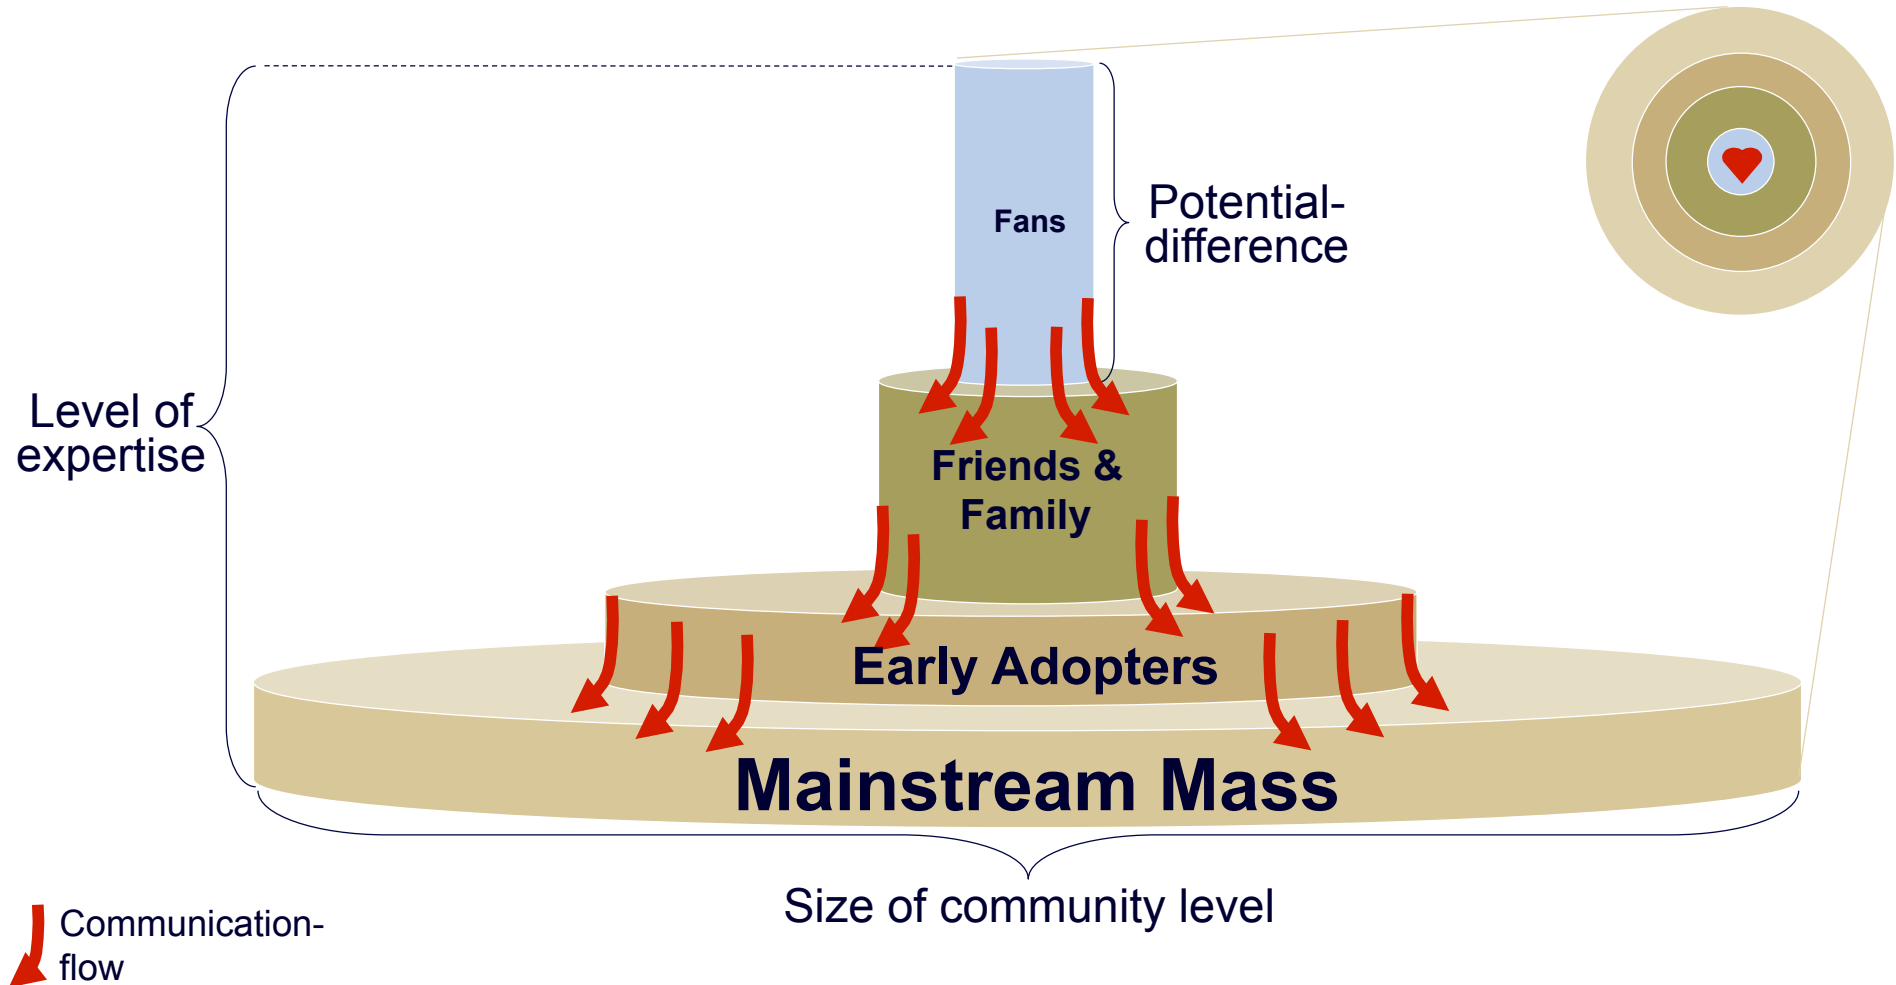 Fans
Potential-
difference
Level of
expertise
Friends &
Family
Early Adopters
Mainstream Mass
Size of community level
Communication-
flow